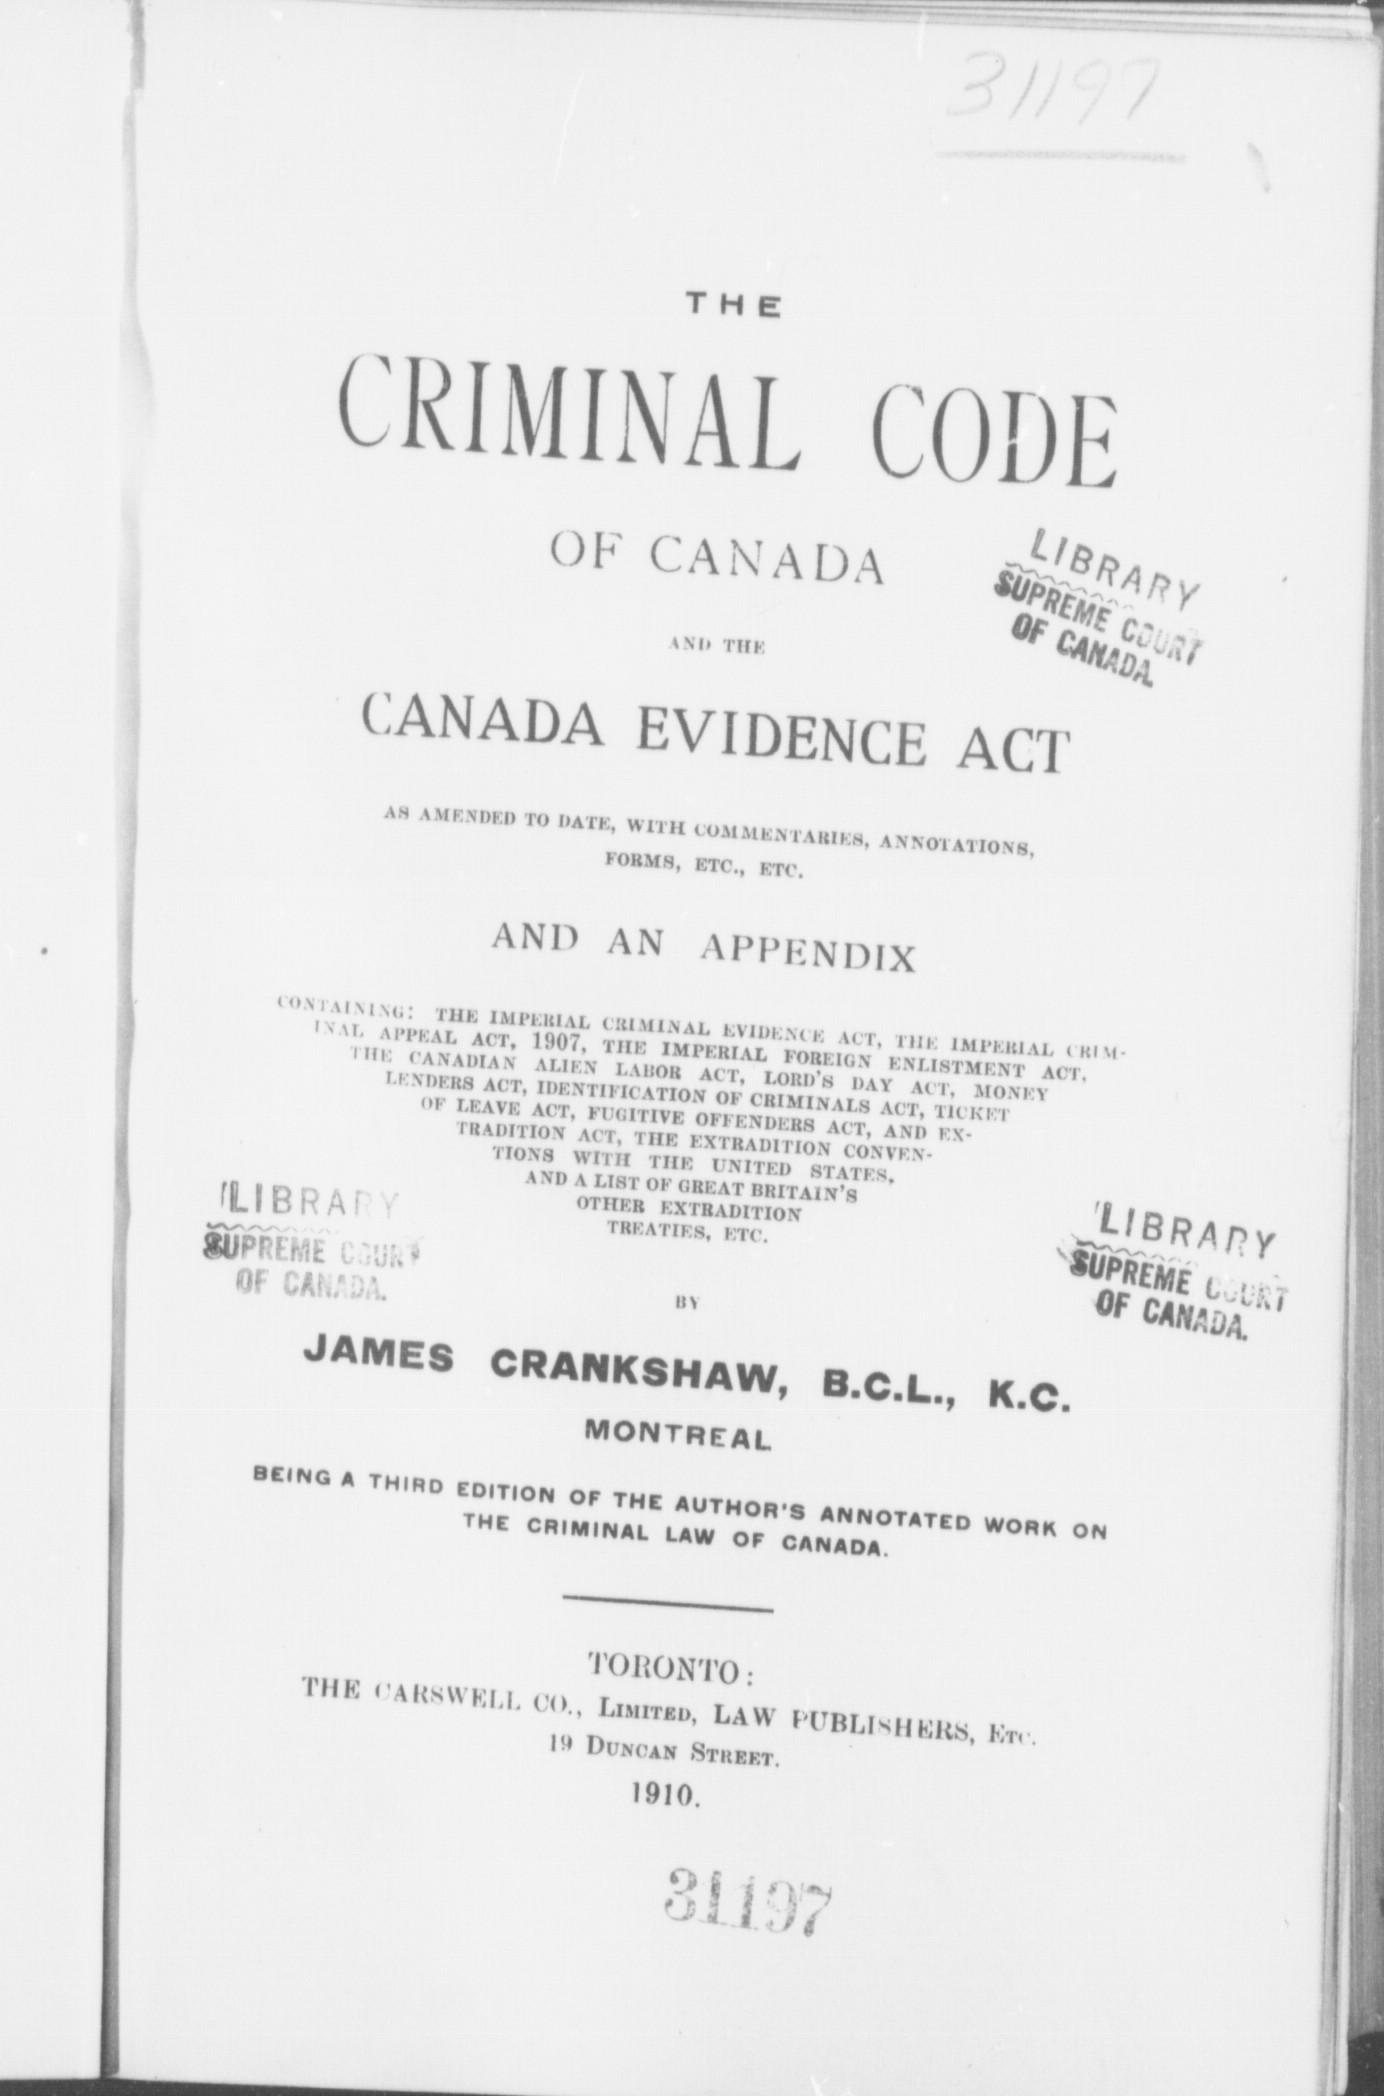 31197
THE
CRIMINAL CODE
OF CANADA
LIBRARY
SUPREME COURT
OF CANADA.
AND THE
CANADA EVIDENCE ACT
AS AMENDED TO DATE, WITH COMMENTARIES, ANNOTATIONS,
FORMS, ETC., ETC.
AND AN APPENDIX
CONTAINING: THE IMPERIAL CRIMINAL EVIDENCE ACT, THE IMPERIAL CRIM-
INAL APPEAL ACT, 1907, THE IMPERIAL FOREIGN ENLISTMENT ACT,
THE CANADIAN ALIEN LABOR ACT, LORD'S DAY ACT, MONEY
LENDERS ACT, IDENTIFICATION OF CRIMINALS ACT, TICKET
OF LEAVE ACT, FUGITIVE OFFENDERS ACT, AND EX-
TRADITION ACT, THE EXTRADITION CONVEN-
TIONS WITH THE UNITED STATES,
AND A LIST OF GREAT BRITAIN'S
OTHER EXTRADITION
TREATIES, ETC.
LIBRARY
SUPREME COURT
OF CANADA.
LIBRARY
SUPREME COURT
OF CANADA.
BY
JAMES CRANKSHAW, B.C.L., K.C.
MONTREAL
BEING A THIRD EDITION OF THE AUTHOR'S ANNOTATED WORK ON
THE CRIMINAL LAW OF CANADA.
TORONTO:
THE CARSWELL CO., LIMITED, LAW PUBLISHERS, ETC.
19 DUNCAN STREET.
1910.
31197